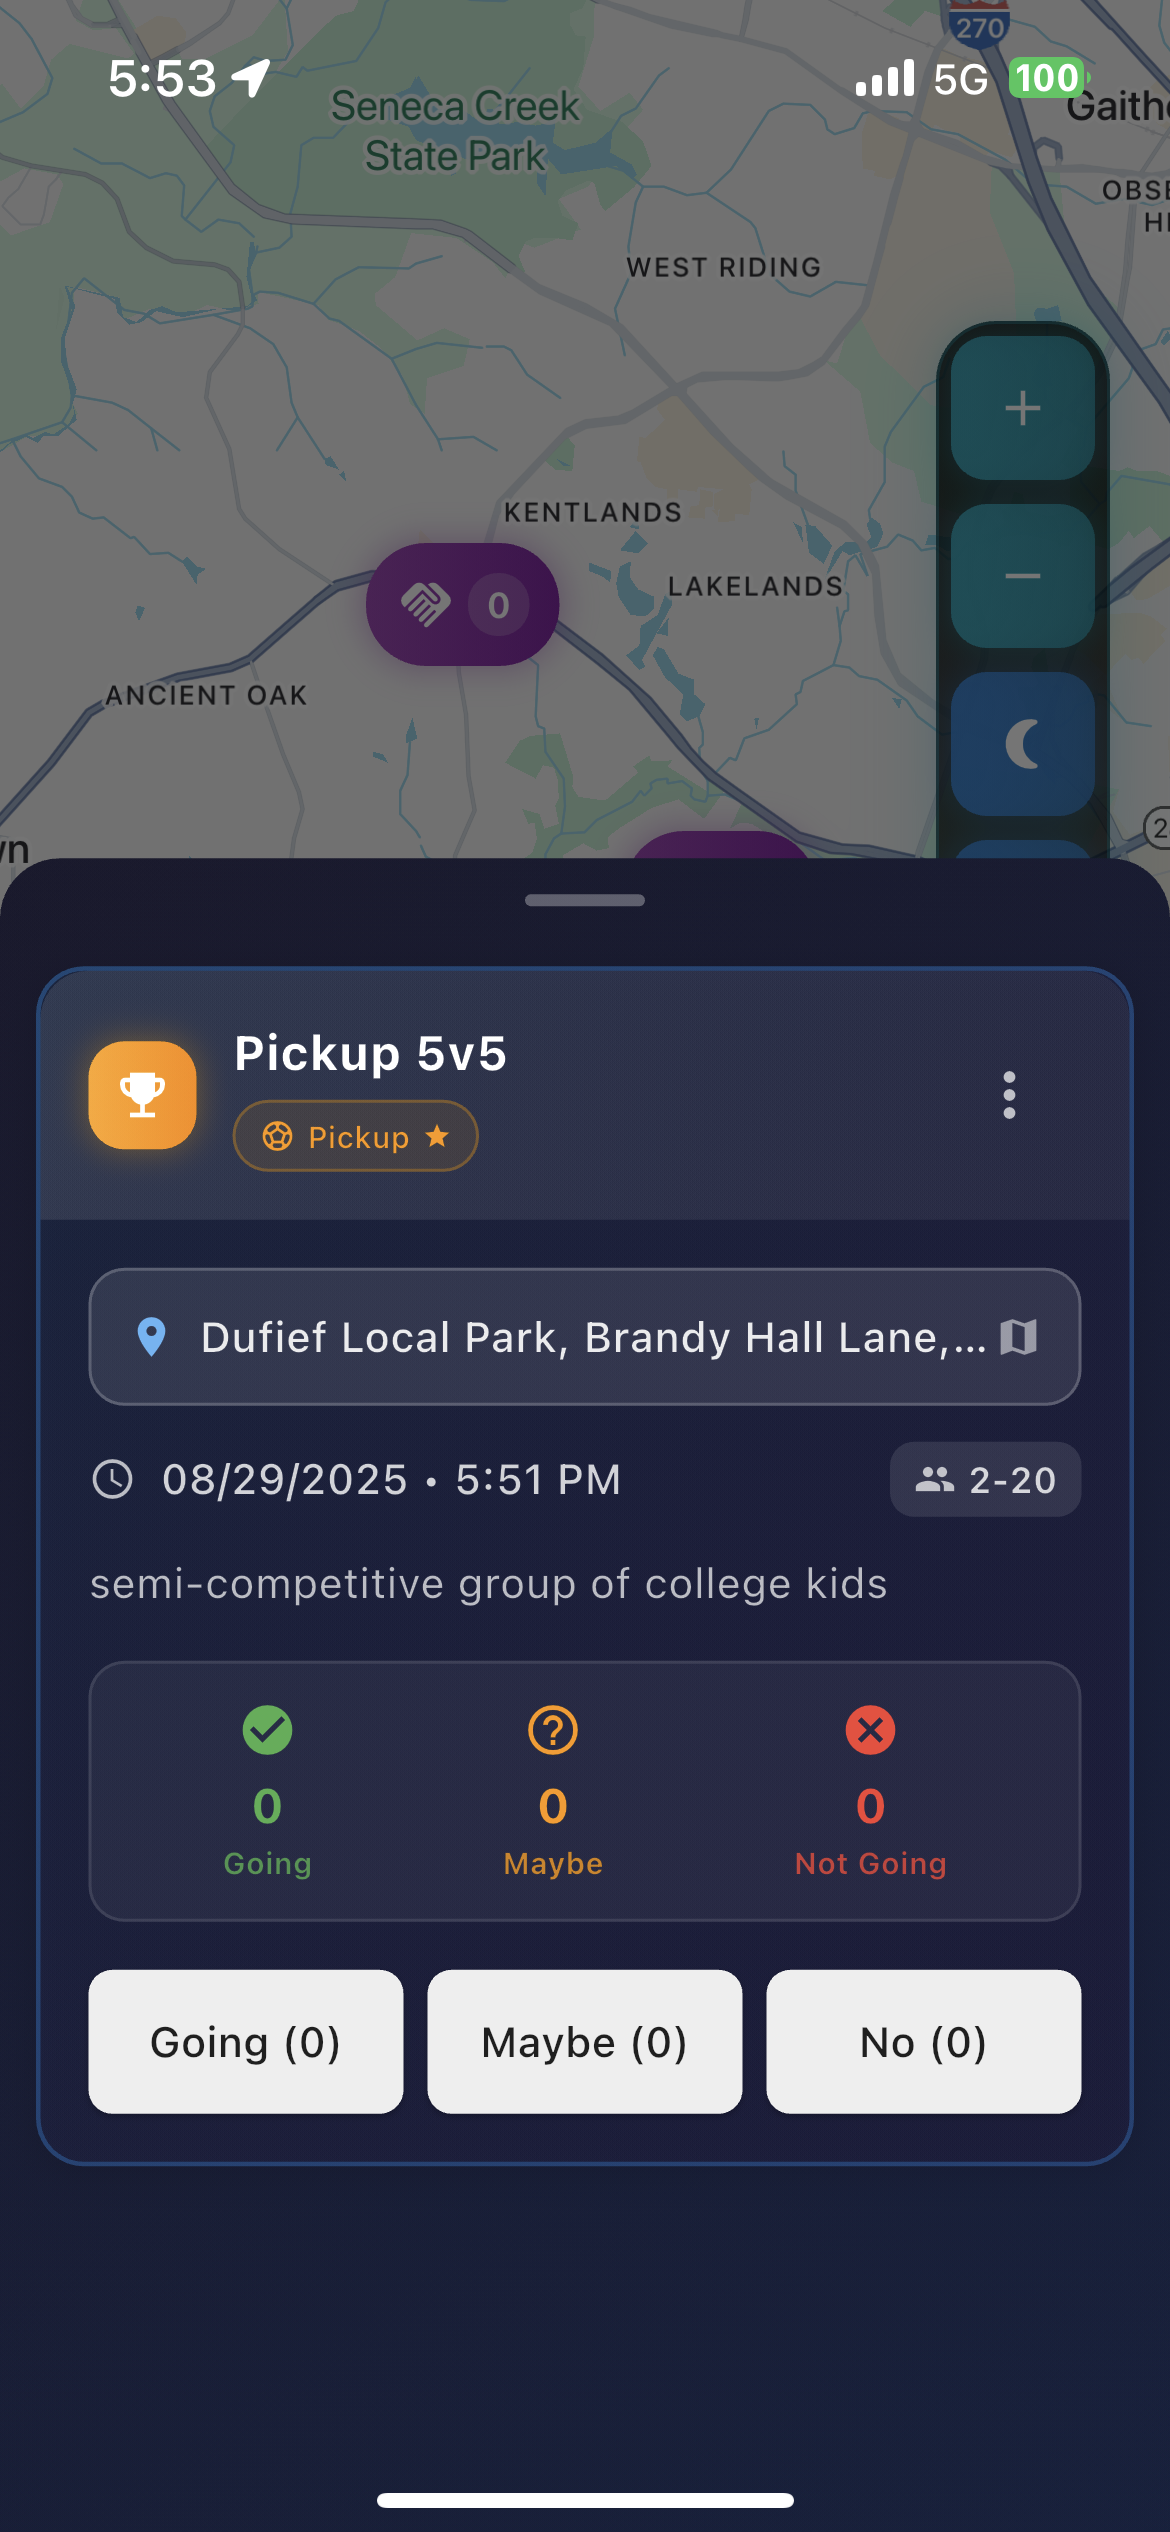 270
5:53
5G 100
Seneca Creek
State Park
Gaith
OBSE
H
WEST RIDING
+
KENTLANDS
−
LAKELANDS
0
ANCIENT OAK
2
wn
Pickup 5v5
Pickup
Dufief Local Park, Brandy Hall Lane,...
08/29/2025 • 5:51 PM
2-20
semi-competitive group of college kids
0
0
0
Going
Maybe
Not Going
Going (0)
Maybe (0)
No (0)